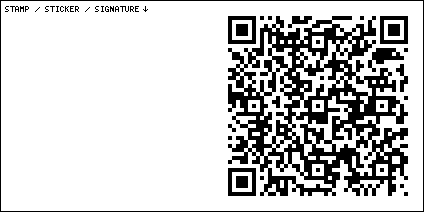 STAMP / STICKER / SIGNATURE ↓